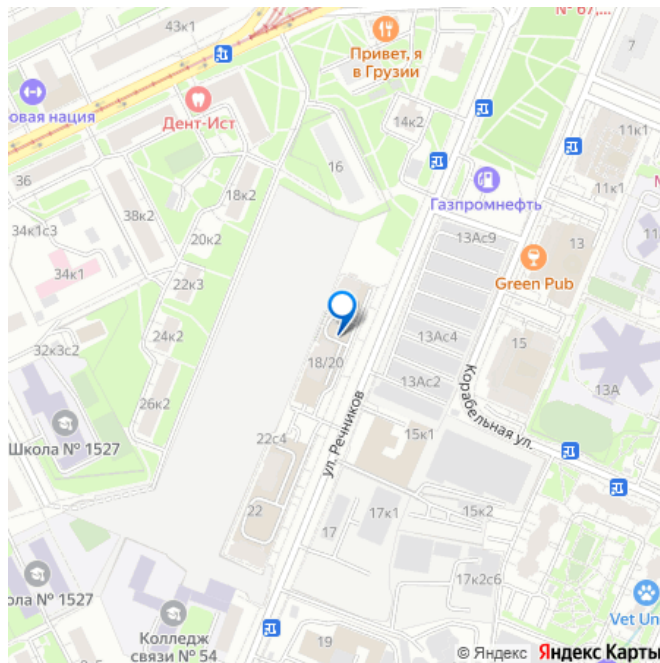 43к1
№ 67,...
7
Привет, я
в Грузии
овая нация
Дент-Ист
14к2
11к1
16
36
18к2
Газпромнефть
11к1
38к2
34к1с3
20к2
13Ас9
13
34к1
22к3
Green Pub
24к2
13Ас4
15
32к3с2
18/20
13А
13Ас2
26к2
Корабельная ул.
ул. Речников
22с4
15к1
Школа № 1527
22
17
17к1
15к2
17к2с6
ола № 1527
Колледж
связи № 54
19
Vet Un
© Яндекс Яндекс Карты